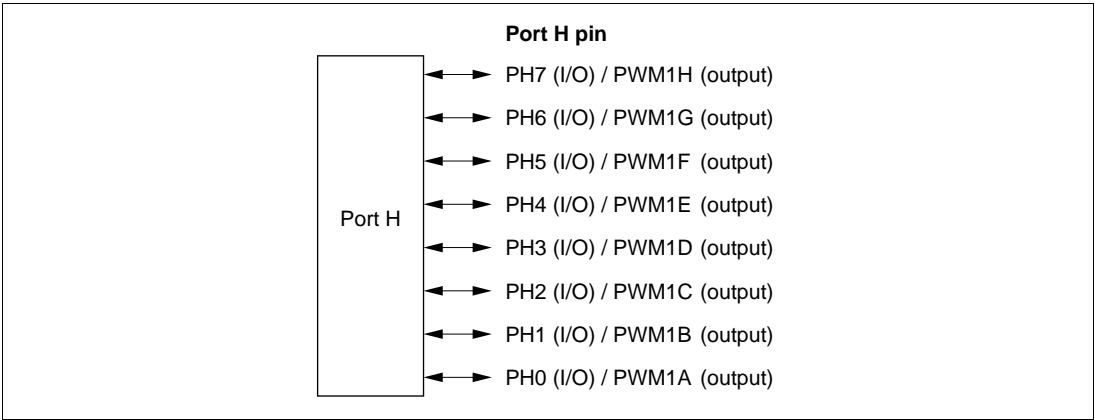 Port H pin
PH7 (I/O) / PWM1H (output)
PH6 (I/O) / PWM1G (output)
PH5 (I/O) / PWM1F (output)
PH4 (I/O) / PWM1E (output)
Port H
PH3 (I/O) / PWM1D (output)
PH2 (I/O) / PWM1C (output)
PH1 (I/O) / PWM1B (output)
PH0 (I/O) / PWM1A (output)